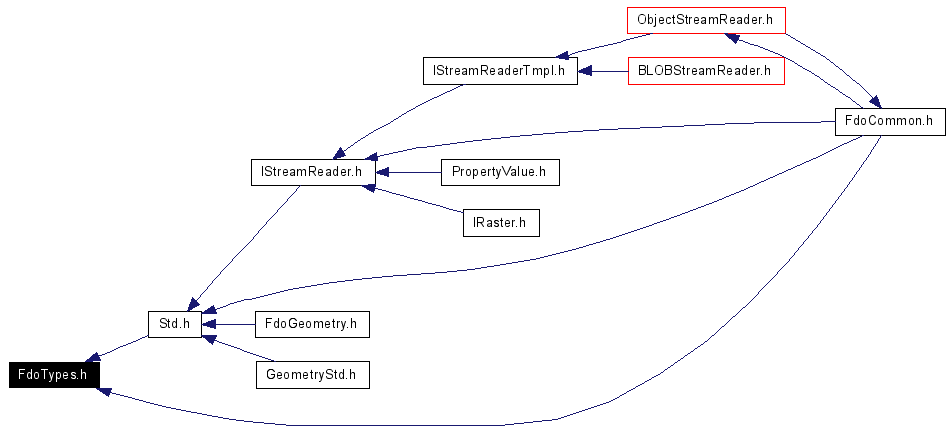 ObjectStreamReader.h
IStreamReaderTmpl.h
BLOBStreamReader.h
FdoCommon.h
IStreamReader.h
PropertyValue.h
IRaster.h
Std.h
FdoGeometry.h
FdoTypes.h
GeometryStd.h